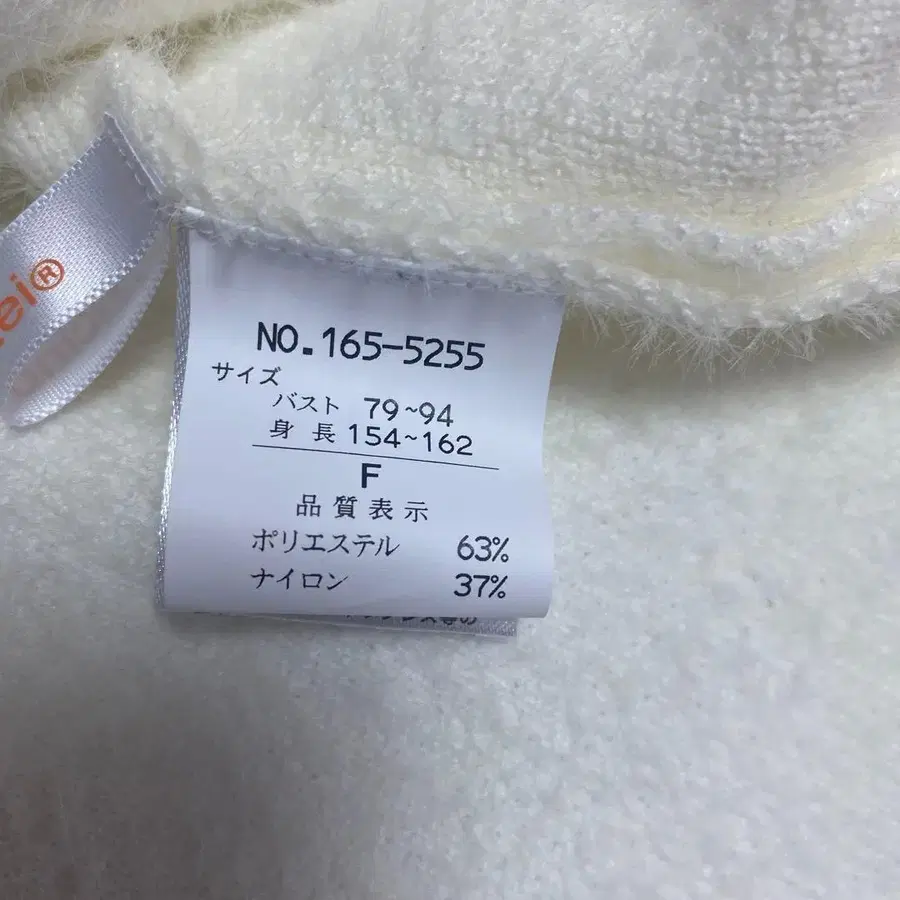 ei®
NO.165-5255
サイズ
バスト 79~94
身長 154~162
F
品質表示
ポリエステル 63%
ナイロン 37%